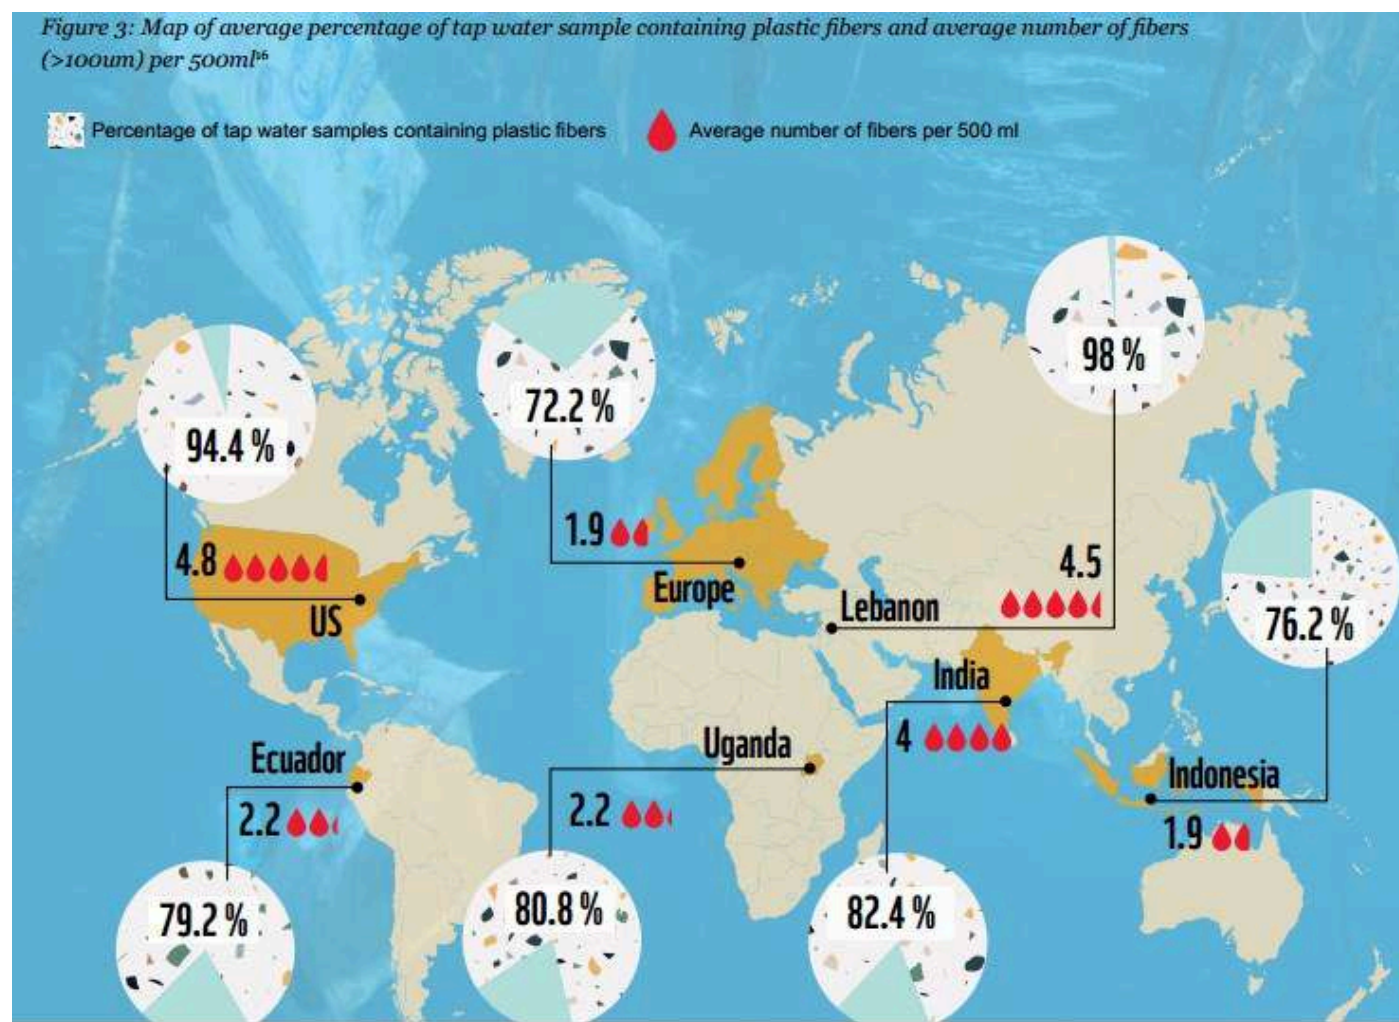 Figure 3: Map of average percentage of tap water sample containing plastic fibers and average number of fibers
(>100um) per 500ml¹⁶
Percentage of tap water samples containing plastic fibers
Average number of fibers per 500 ml
98 %
72.2 %
94.4 %
1.9
4.8
4.5
Europe
Lebanon
US
76.2 %
India
Uganda
4
Ecuador
Indonesia
2.2
2.2
1.9
79.2 %
80.8 %
82.4 %